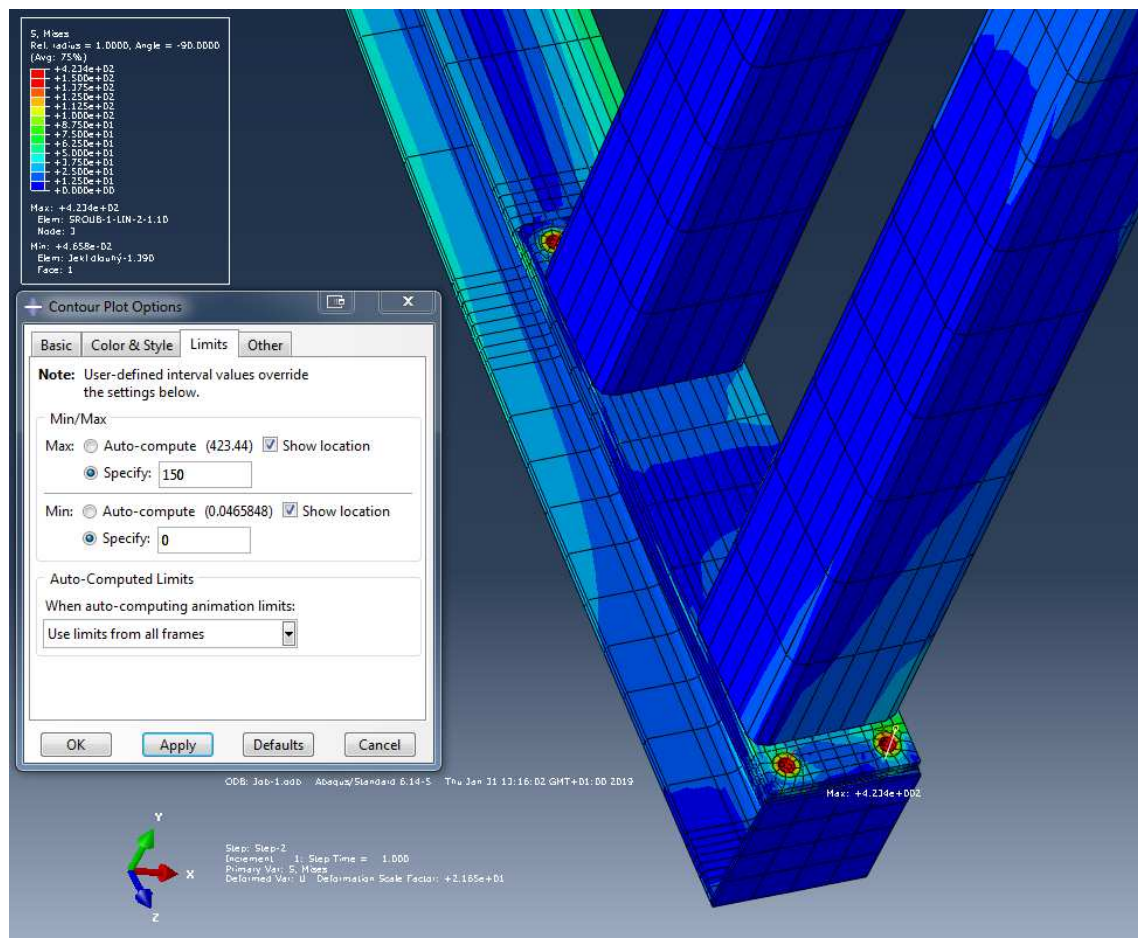 S, Mises
Rel. radius = 1.0000, Angle = -90.0000
(Avg: 75%)
+4.234e+02
+1.500e+02
+1.375e+02
+1.250e+02
+1.125e+02
+1.000e+02
+8.750e+01
+7.500e+01
+6.250e+01
+5.000e+01
+3.750e+01
+2.500e+01
+1.250e+01
+0.000e+00
Max: +4.234e+02
Elem: SROUB-1-LIN-2-1.10
Node: 3
Min: +4.658e-02
Elem: Jekl dlouhý-1.390
Face: 1
Contour Plot Options
Basic Color & Style Limits Other
Note: User-defined interval values override
the settings below.
Min/Max
Max: Auto-compute (423.44) Show location
Specify: 150
Min: Auto-compute (0.0465848) Show location
Specify: 0
Auto-Computed Limits
When auto-computing animation limits:
Use limits from all frames
OK Apply Defaults Cancel
Max: +4.234e+002
ODB: Job-1.odb Abaqus/Standard 6.14-5 Thu Jan 31 13:16:02 GMT+01:00 2019
Y
X
Z
Step: Step-2
Increment 1: Step Time = 1.000
Primary Var: S, Mises
Deformed Var: U Deformation Scale Factor: +2.165e+01